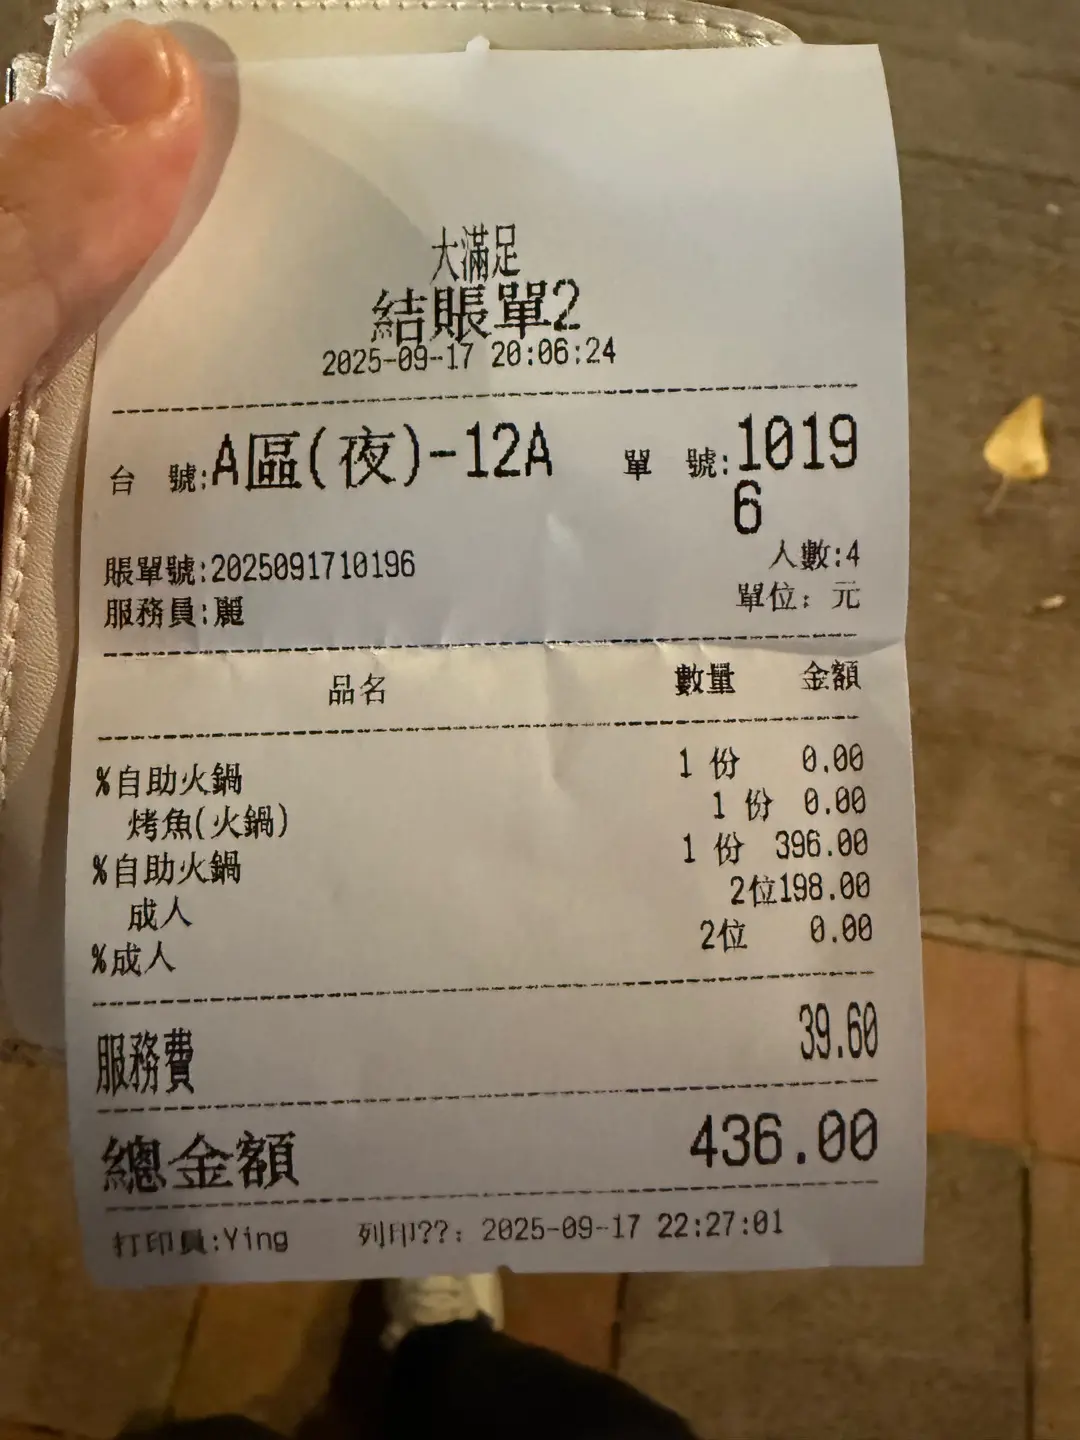 大滿足
結賬單2
2025-09-17 20:06:24
台 號:A區(夜)-12A 單 號:1019
6
賬單號:2025091710196 人數:4
服務員:麗 單位: 元
品名 數量 金額
%自助火鍋 1 份 0.00
烤魚(火鍋) 1 份 0.00
%自助火鍋 1 份 396.00
成人 2位198.00
%成人 2位 0.00
服務費 39.60
總金額 436.00
打印員:Ying 列印??: 2025-09-17 22:27:01